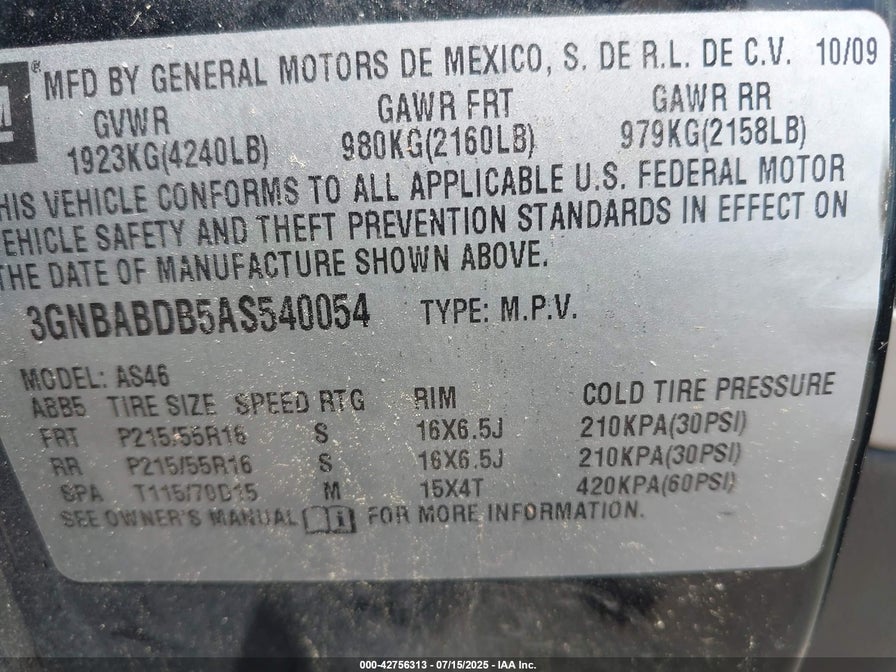 M
MFD BY GENERAL MOTORS DE MEXICO, S. DE R.L. DE C.V. 10/09
GVWR GAWR FRT GAWR RR
1923KG(4240LB) 980KG(2160LB) 979KG(2158LB)
HIS VEHICLE CONFORMS TO ALL APPLICABLE U.S. FEDERAL MOTOR
EHICLE SAFETY AND THEFT PREVENTION STANDARDS IN EFFECT ON
THE DATE OF MANUFACTURE SHOWN ABOVE.
3GNBABDB5AS540054 TYPE: M.P.V.
MODEL: AS46
ABB5 TIRE SIZE SPEED RTG RIM COLD TIRE PRESSURE
FRT P215/55R16 S 16X6.5J 210KPA(30PSI)
RR P215/55R16 S 16X6.5J 210KPA(30PSI)
SPA T115/70D15 M 15X4T 420KPA(60PSI)
SEE OWNER'S MANUAL i FOR MORE INFORMATION.
000-42756313 - 07/15/2025 - IAA Inc.